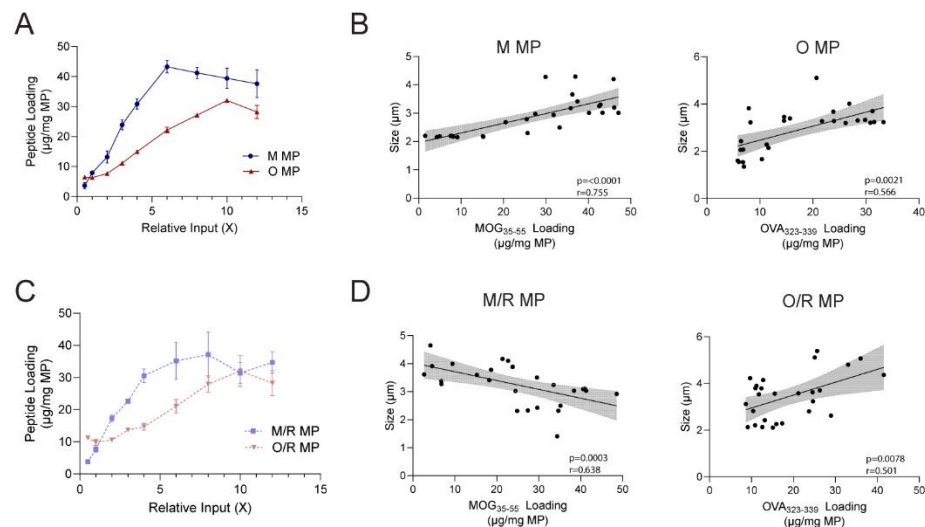 A
50
40
30
20
10
0
Peptide Loading
(µg/mg MP)
M MP
O MP
0
5
10
15
Relative Input (X)
B
M MP
6
5
4
3
2
1
0
Size (µm)
p=<0.0001
r=0.755
0
10
20
30
40
50
MOG35-55 Loading
(µg/mg MP)
O MP
6
4
2
0
Size (µm)
p=0.0021
r=0.566
0
10
20
30
40
OVA323-339 Loading
(µg/mg MP)
C
50
40
30
20
10
0
Peptide Loading
(µg/mg MP)
M/R MP
O/R MP
0
5
10
15
Relative Input (X)
D
M/R MP
5
4
3
2
1
0
Size (µm)
p=0.0003
r=0.638
0
10
20
30
40
50
MOG35-55 Loading
(µg/mg MP)
O/R MP
6
4
2
0
Size (µm)
p=0.0078
r=0.501
0
10
20
30
40
50
OVA323-339 Loading
(µg/mg MP)